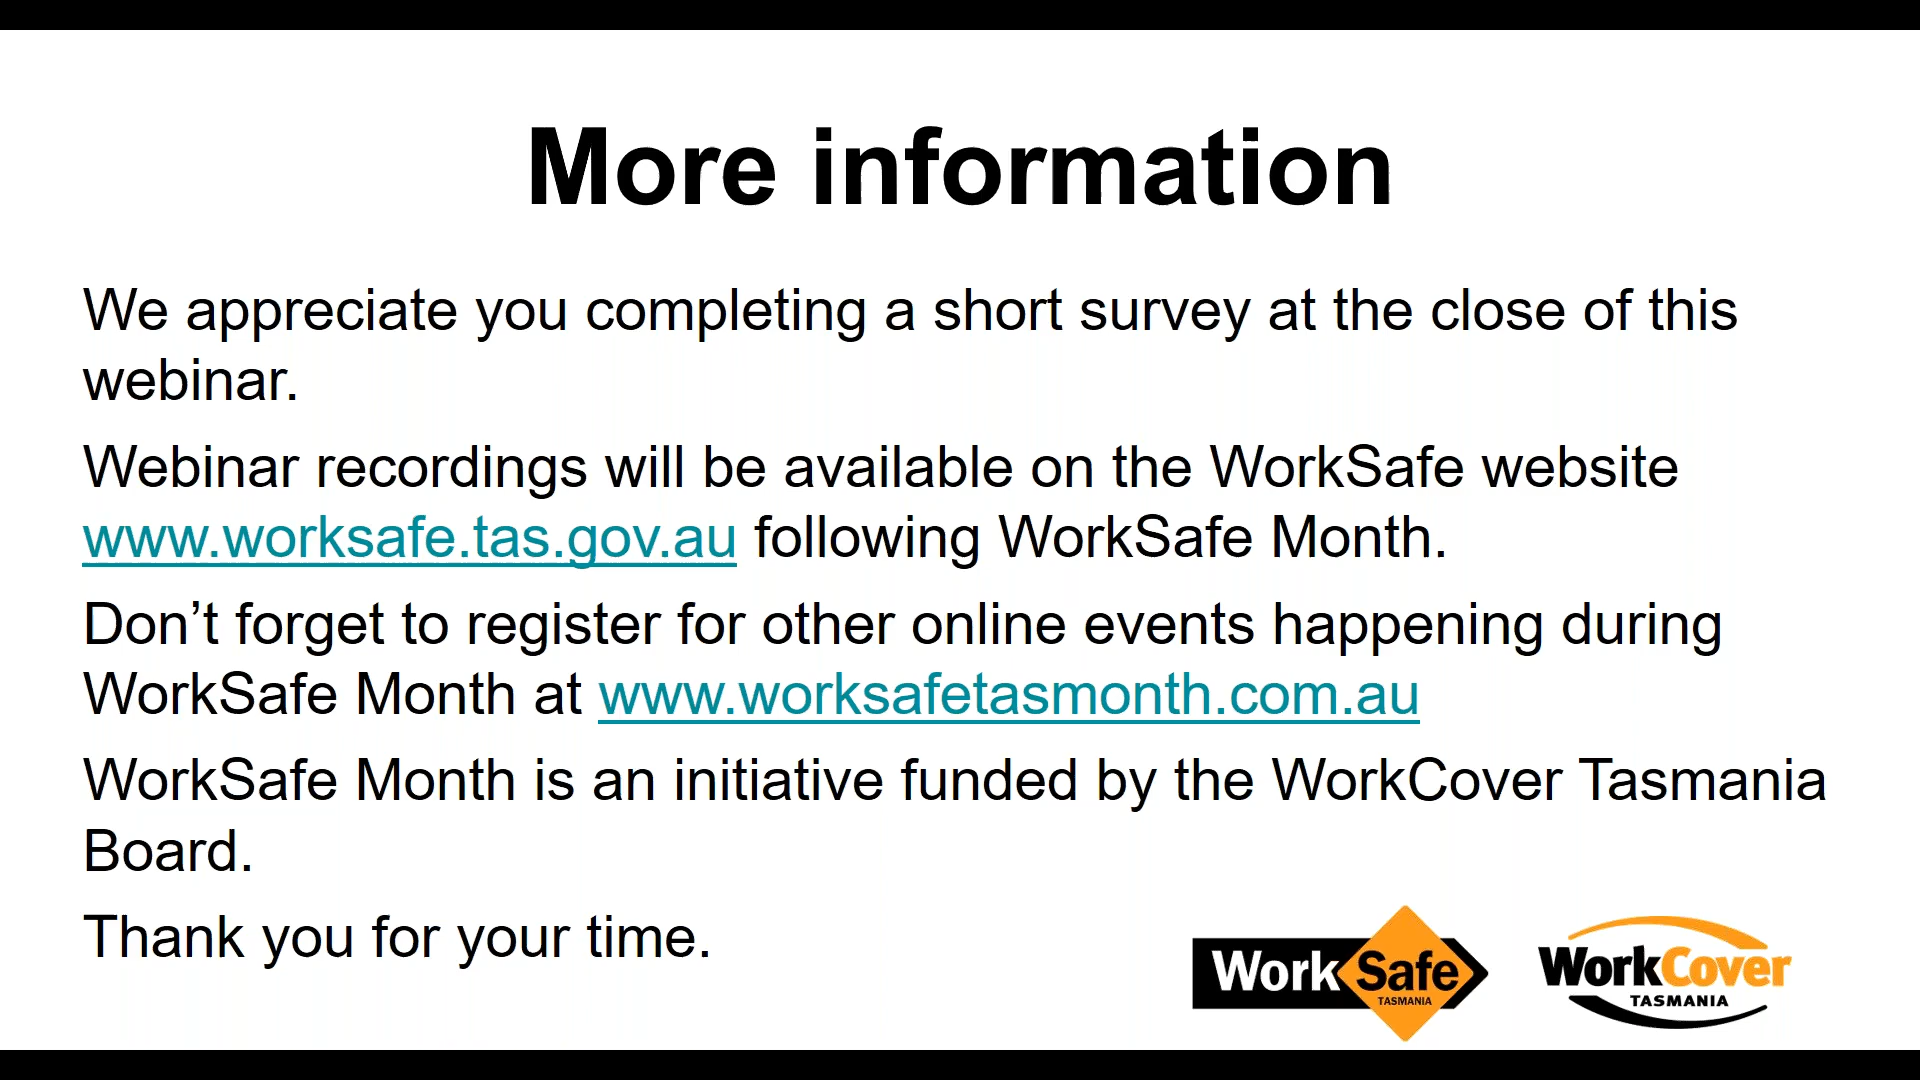 More information
We appreciate you completing a short survey at the close of this
webinar.
Webinar recordings will be available on the WorkSafe website
www.worksafe.tas.gov.au following WorkSafe Month.
Don’t forget to register for other online events happening during
WorkSafe Month at www.worksafetasmonth.com.au
WorkSafe Month is an initiative funded by the WorkCover Tasmania
Board.
Thank you for your time.
WorkSafe
TASMANIA
WorkCover
TASMANIA